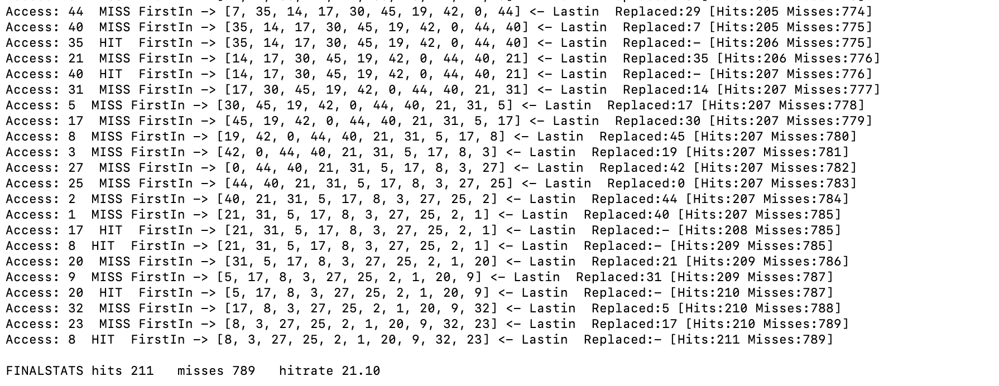 Access: 44  MISS FirstIn -> [7, 35, 14, 17, 30, 45, 19, 42, 0, 44] <- Lastin  Replaced:29 [Hits:205 Misses:774]
Access: 40  MISS FirstIn -> [35, 14, 17, 30, 45, 19, 42, 0, 44, 40] <- Lastin  Replaced:7 [Hits:205 Misses:775]
Access: 35  HIT  FirstIn -> [35, 14, 17, 30, 45, 19, 42, 0, 44, 40] <- Lastin  Replaced:- [Hits:206 Misses:775]
Access: 21  MISS FirstIn -> [14, 17, 30, 45, 19, 42, 0, 44, 40, 21] <- Lastin  Replaced:35 [Hits:206 Misses:776]
Access: 40  HIT  FirstIn -> [14, 17, 30, 45, 19, 42, 0, 44, 40, 21] <- Lastin  Replaced:- [Hits:207 Misses:776]
Access: 31  MISS FirstIn -> [17, 30, 45, 19, 42, 0, 44, 40, 21, 31] <- Lastin  Replaced:14 [Hits:207 Misses:777]
Access: 5  MISS FirstIn -> [30, 45, 19, 42, 0, 44, 40, 21, 31, 5] <- Lastin  Replaced:17 [Hits:207 Misses:778]
Access: 17  MISS FirstIn -> [45, 19, 42, 0, 44, 40, 21, 31, 5, 17] <- Lastin  Replaced:30 [Hits:207 Misses:779]
Access: 8  MISS FirstIn -> [19, 42, 0, 44, 40, 21, 31, 5, 17, 8] <- Lastin  Replaced:45 [Hits:207 Misses:780]
Access: 3  MISS FirstIn -> [42, 0, 44, 40, 21, 31, 5, 17, 8, 3] <- Lastin  Replaced:19 [Hits:207 Misses:781]
Access: 27  MISS FirstIn -> [0, 44, 40, 21, 31, 5, 17, 8, 3, 27] <- Lastin  Replaced:42 [Hits:207 Misses:782]
Access: 25  MISS FirstIn -> [44, 40, 21, 31, 5, 17, 8, 3, 27, 25] <- Lastin  Replaced:0 [Hits:207 Misses:783]
Access: 2  MISS FirstIn -> [40, 21, 31, 5, 17, 8, 3, 27, 25, 2] <- Lastin  Replaced:44 [Hits:207 Misses:784]
Access: 1  MISS FirstIn -> [21, 31, 5, 17, 8, 3, 27, 25, 2, 1] <- Lastin  Replaced:40 [Hits:207 Misses:785]
Access: 17  HIT  FirstIn -> [21, 31, 5, 17, 8, 3, 27, 25, 2, 1] <- Lastin  Replaced:- [Hits:208 Misses:785]
Access: 8  HIT  FirstIn -> [21, 31, 5, 17, 8, 3, 27, 25, 2, 1] <- Lastin  Replaced:- [Hits:209 Misses:785]
Access: 20  MISS FirstIn -> [31, 5, 17, 8, 3, 27, 25, 2, 1, 20] <- Lastin  Replaced:21 [Hits:209 Misses:786]
Access: 9  MISS FirstIn -> [5, 17, 8, 3, 27, 25, 2, 1, 20, 9] <- Lastin  Replaced:31 [Hits:209 Misses:787]
Access: 20  HIT  FirstIn -> [5, 17, 8, 3, 27, 25, 2, 1, 20, 9] <- Lastin  Replaced:- [Hits:210 Misses:787]
Access: 32  MISS FirstIn -> [17, 8, 3, 27, 25, 2, 1, 20, 9, 32] <- Lastin  Replaced:5 [Hits:210 Misses:788]
Access: 23  MISS FirstIn -> [8, 3, 27, 25, 2, 1, 20, 9, 32, 23] <- Lastin  Replaced:17 [Hits:210 Misses:789]
Access: 8  HIT  FirstIn -> [8, 3, 27, 25, 2, 1, 20, 9, 32, 23] <- Lastin  Replaced:- [Hits:211 Misses:789]
FINALSTATS hits 211   misses 789   hitrate 21.10